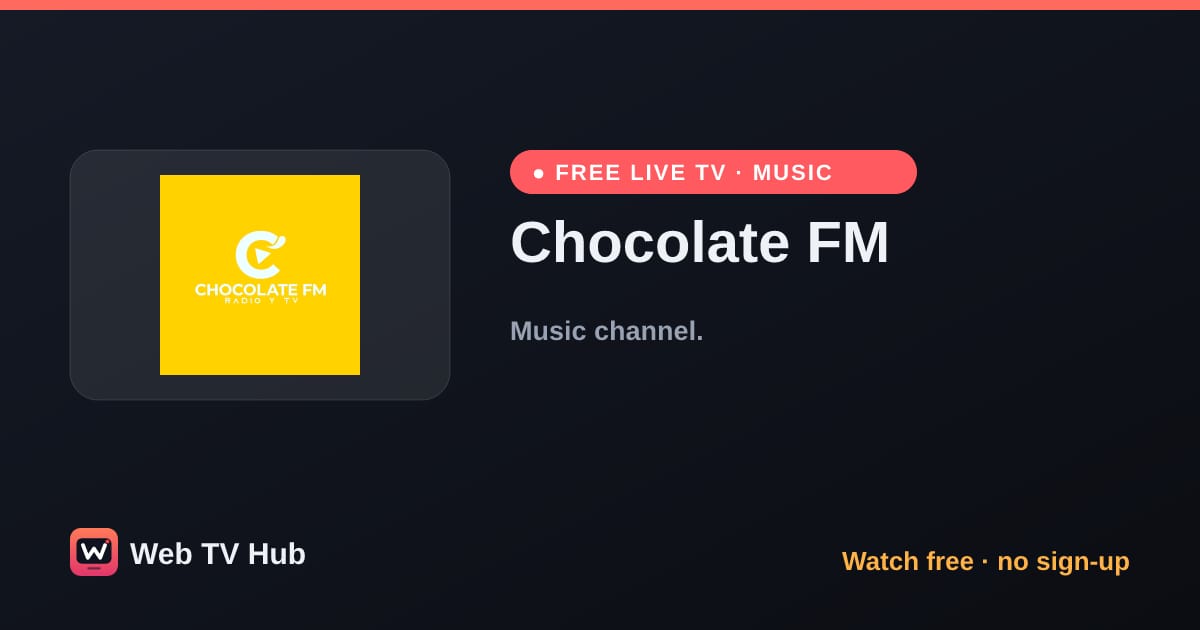 CHOCOLATE FM
RADIO Y TV
• FREE LIVE TV · MUSIC
Chocolate FM
Music channel.
Web TV Hub
Watch free · no sign-up